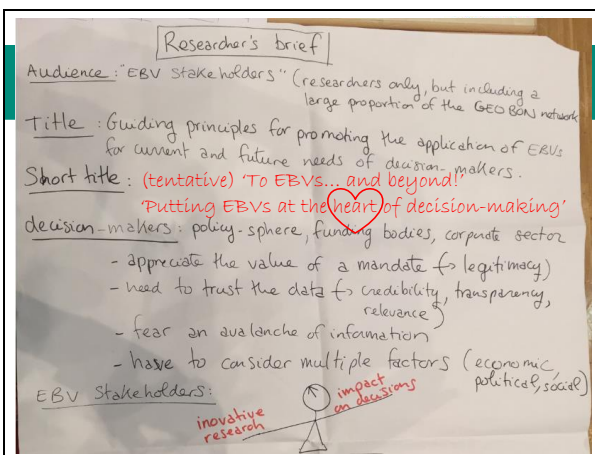 Researcher's brief
Audience : "EBV Stakeholders" (researchers only, but including a
large proportion of the GEO BON network
Title : Guiding principles for promoting the application of EBVs
for current and future needs of decision-makers.
Short title : (tentative) 'To EBVs... and beyond!'
'Putting EBVs at the heart of decision-making'
decision-makers : policy-sphere, funding bodies, corporate sector
- appreciate the value of a mandate (-> legitimacy)
- need to trust the data (-> credibility, transparency,
relevance)
- fear an avalanche of information
- have to consider multiple factors (economic,
political, social)
EBV Stakeholders :
inovative
research
impact
on decisions